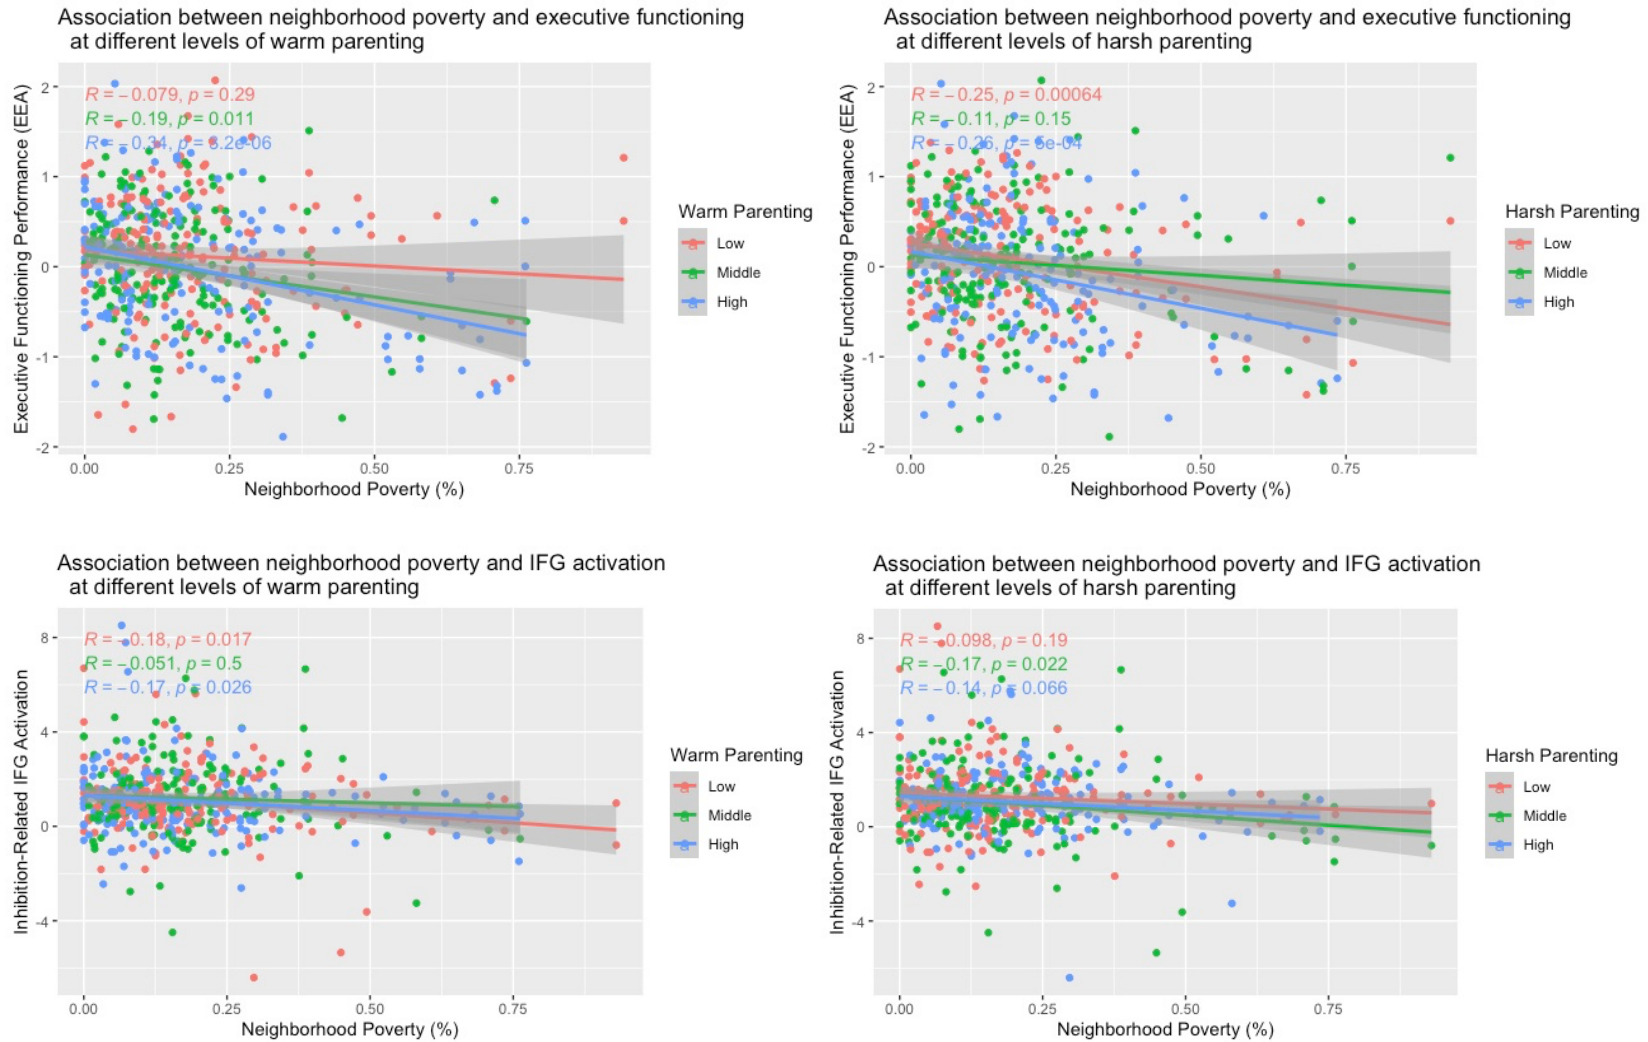 Association between neighborhood poverty and executive functioning
at different levels of warm parenting
Executive Functioning Performance (EEA)
2
1
0
-1
-2
R = −0.079, p = 0.29
R = −0.19, p = 0.011
R = −0.34, p = 3.2e-06
0.00 0.25 0.50 0.75
Neighborhood Poverty (%)
Warm Parenting
Low
Middle
High
Association between neighborhood poverty and executive functioning
at different levels of harsh parenting
Executive Functioning Performance (EEA)
2
1
0
-1
-2
R = −0.25, p = 0.00064
R = −0.11, p = 0.15
R = −0.26, p = 6e-04
0.00 0.25 0.50 0.75
Neighborhood Poverty (%)
Harsh Parenting
Low
Middle
High
Association between neighborhood poverty and IFG activation
at different levels of warm parenting
Inhibition-Related IFG Activation
8
4
0
-4
R = −0.18, p = 0.017
R = −0.051, p = 0.5
R = −0.17, p = 0.026
0.00 0.25 0.50 0.75
Neighborhood Poverty (%)
Warm Parenting
Low
Middle
High
Association between neighborhood poverty and IFG activation
at different levels of harsh parenting
Inhibition-Related IFG Activation
8
4
0
-4
R = −0.098, p = 0.19
R = −0.17, p = 0.022
R = −0.14, p = 0.066
0.00 0.25 0.50 0.75
Neighborhood Poverty (%)
Harsh Parenting
Low
Middle
High